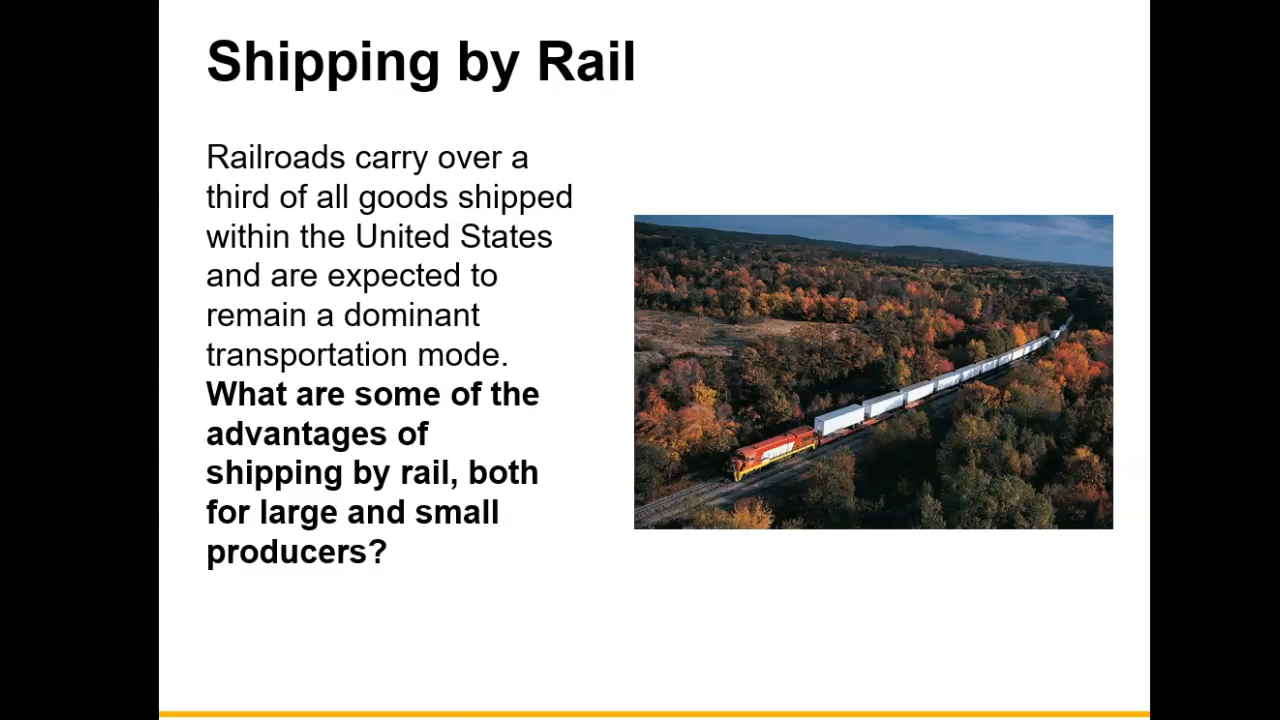 Shipping by Rail
Railroads carry over a
third of all goods shipped
within the United States
and are expected to
remain a dominant
transportation mode.
What are some of the
advantages of
shipping by rail, both
for large and small
producers?